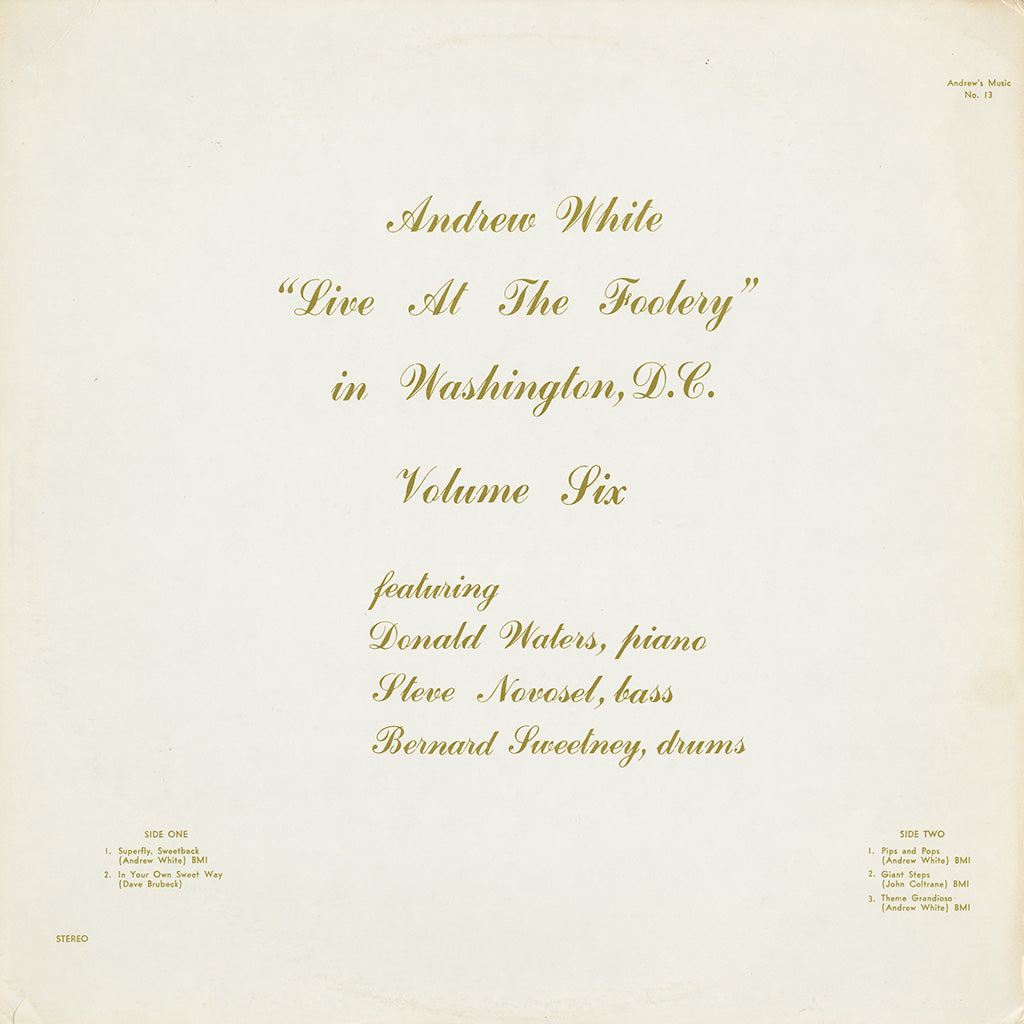 Andrew's Music
No. 13
Andrew White
“Live At The Foolery”
in Washington, D.C.
Volume Six
featuring
Donald Waters, piano
Steve Novosel, bass
Bernard Sweetney, drums
SIDE ONE
1. Superfly, Sweetback
(Andrew White) BMI
2. In Your Own Sweet Way
(Dave Brubeck)
SIDE TWO
1. Pips and Pops
(Andrew White) BMI
2. Giant Steps
(John Coltrane) BMI
3. Theme Grandioso
(Andrew White) BMI
STEREO